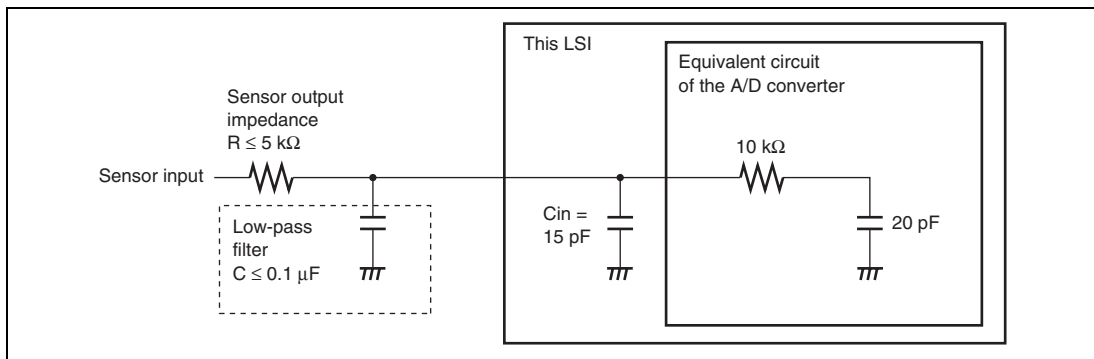 This LSI
Equivalent circuit
of the A/D converter
Sensor output
impedance
R ≤ 5 kΩ
10 kΩ
Sensor input
Low-pass
filter
C ≤ 0.1 μF
Cin =
15 pF
20 pF